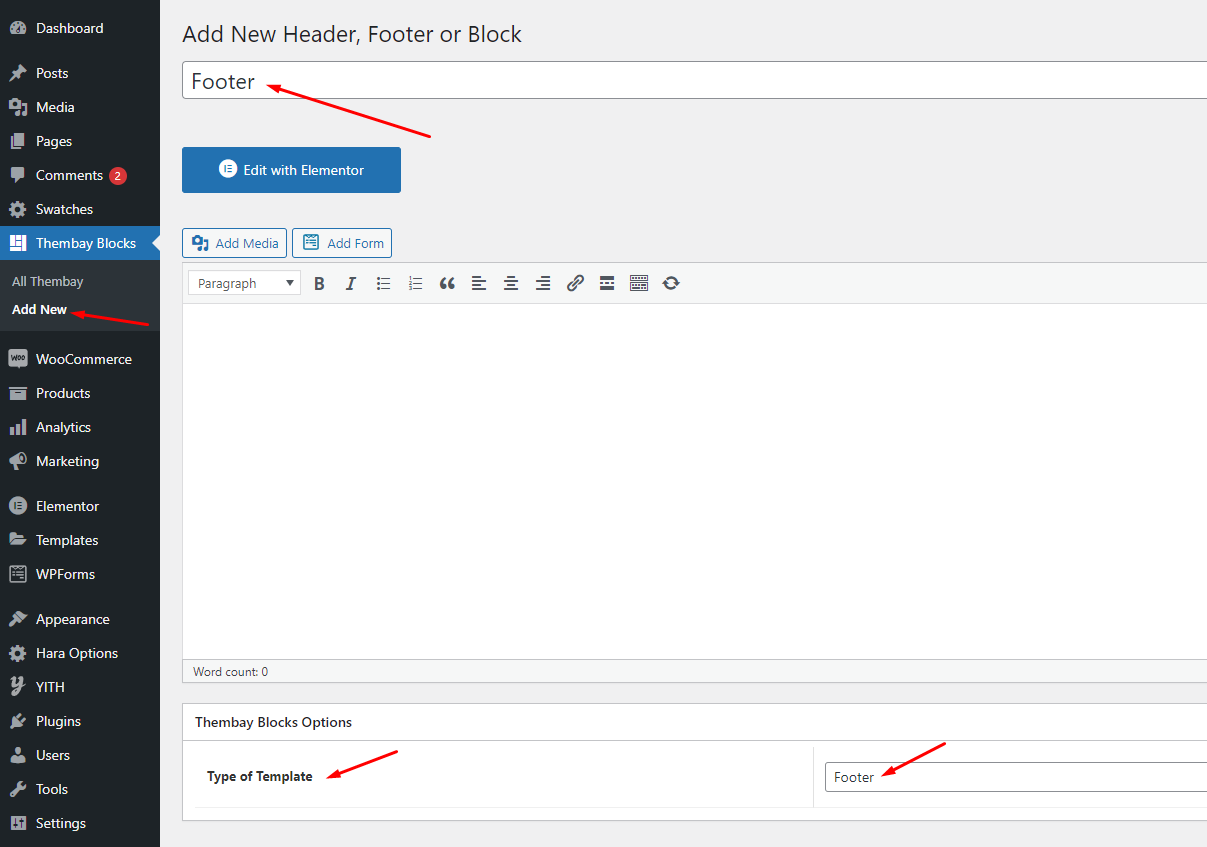 Dashboard
Posts
Media
Pages
Comments 2
Swatches
Thembay Blocks
All Thembay
Add New
WooCommerce
Products
Analytics
Marketing
Elementor
Templates
WPForms
Appearance
Hara Options
YITH
Plugins
Users
Tools
Settings
Add New Header, Footer or Block
Footer
Edit with Elementor
Add Media Add Form
Paragraph B I
Word count: 0
Thembay Blocks Options
Type of Template Footer